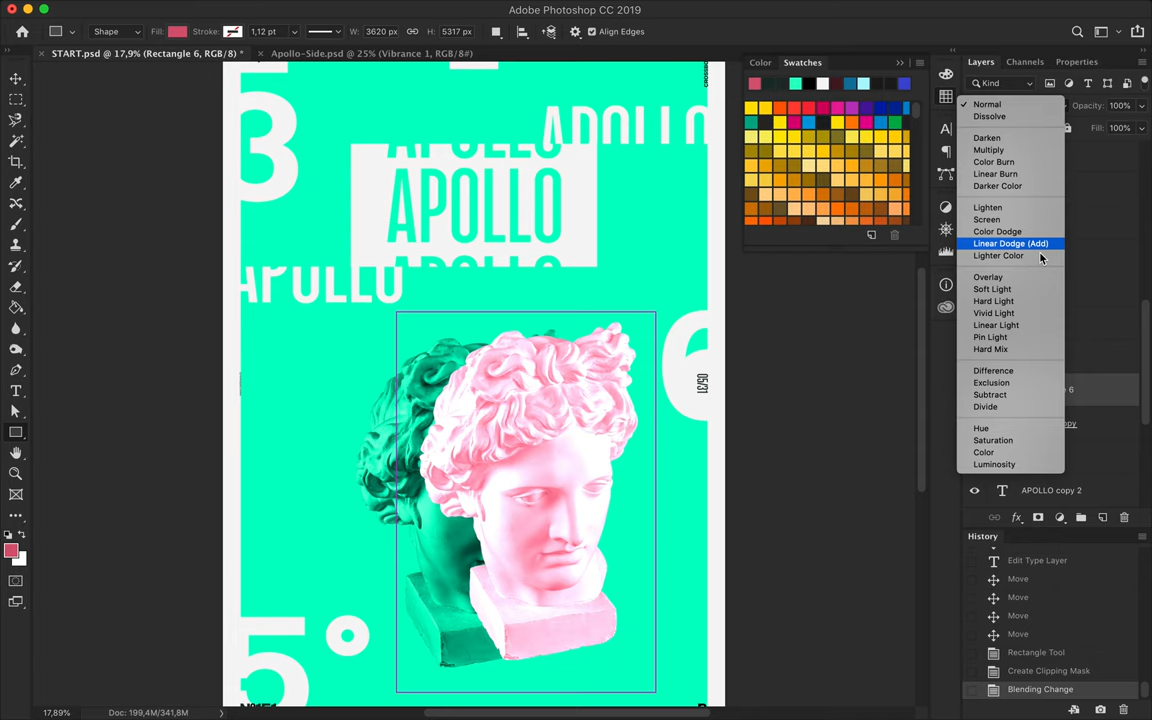 Adobe Photoshop CC 2019
Shape
Fill:
Stroke:
1,12 pt
W: 3620 px
H: 5317 px
Align Edges
START.psd @ 17,9% (Rectangle 6, RGB/8) *
Apollo-Side.psd @ 25% (Vibrance 1, RGB/8#)
Color
Swatches
Layers
Channels
Properties
Kind
Opacity: 100%
Fill: 100%
Normal
Dissolve
Darken
Multiply
Color Burn
Linear Burn
Darker Color
Lighten
Screen
Color Dodge
Linear Dodge (Add)
Lighter Color
Overlay
Soft Light
Hard Light
Vivid Light
Linear Light
Pin Light
Hard Mix
Difference
Exclusion
Subtract
Divide
Hue
Saturation
Color
Luminosity
3
APOLLO
APOLLO
APOLLO
APOLLO
APOLLO
6
05/31
5°
6
opy
APOLLO copy 2
fx
History
Edit Type Layer
Move
Move
Move
Move
Rectangle Tool
Create Clipping Mask
Blending Change
17,89%
Doc: 199,4M/341,8M